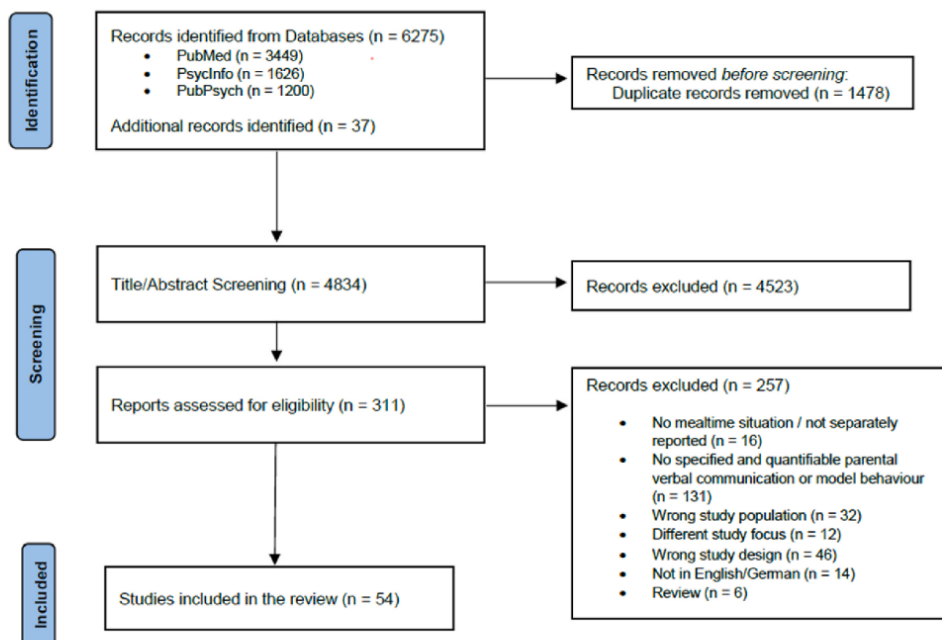 Identification
Records identified from Databases (n = 6275)
• PubMed (n = 3449)
• PsycInfo (n = 1626)
• PubPsych (n = 1200)
Additional records identified (n = 37)
Records removed before screening:
Duplicate records removed (n = 1478)
Screening
Title/Abstract Screening (n = 4834)
Records excluded (n = 4523)
Reports assessed for eligibility (n = 311)
Records excluded (n = 257)
• No mealtime situation / not separately
reported (n = 16)
• No specified and quantifiable parental
verbal communication or model behaviour
(n = 131)
• Wrong study population (n = 32)
• Different study focus (n = 12)
• Wrong study design (n = 46)
• Not in English/German (n = 14)
• Review (n = 6)
Included
Studies included in the review (n = 54)